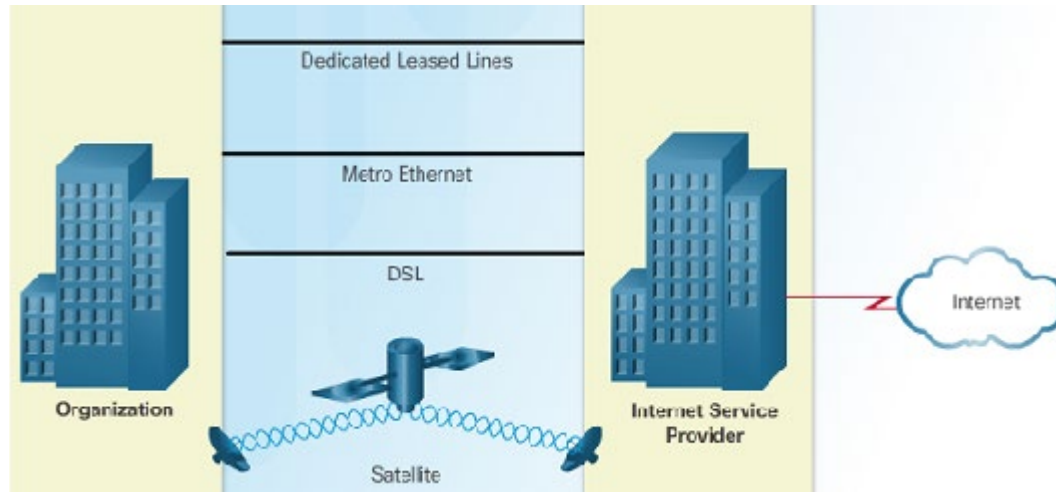 Dedicated Leased Lines
Metro Ethernet
DSL
Satellite
Organization
Internet Service
Provider
Internet